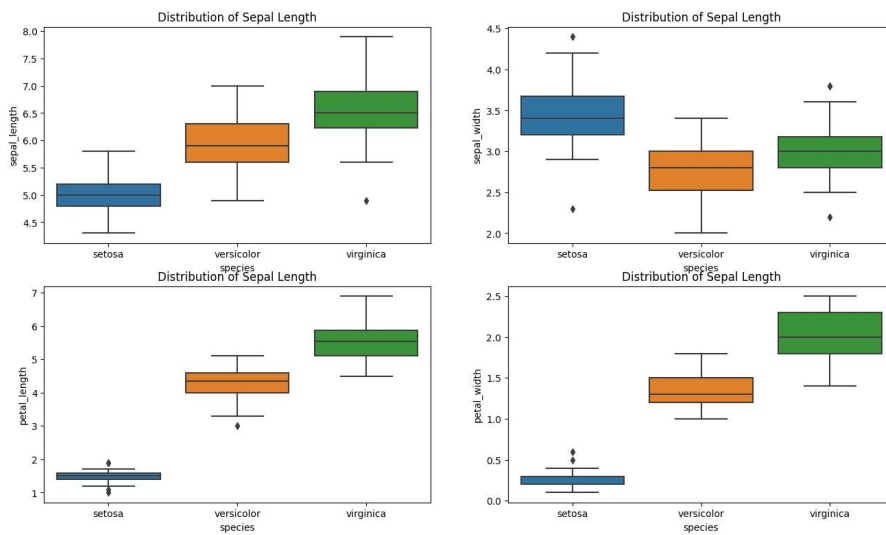 Distribution of Sepal Length
8.0
7.5
7.0
6.5
6.0
5.5
5.0
4.5
sepal_length
setosa
versicolor
virginica
species
Distribution of Sepal Length
4.5
4.0
3.5
3.0
2.5
2.0
sepal_width
setosa
versicolor
virginica
species
Distribution of Sepal Length
7
6
5
4
3
2
1
petal_length
setosa
versicolor
virginica
species
Distribution of Sepal Length
2.5
2.0
1.5
1.0
0.5
0.0
petal_width
setosa
versicolor
virginica
species